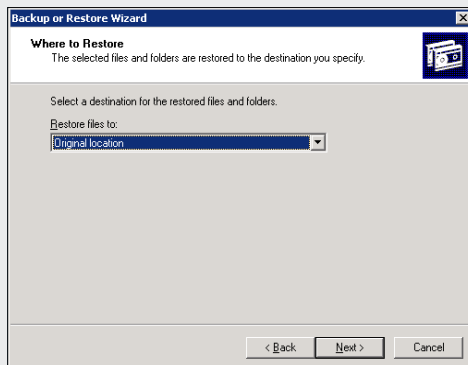 Backup or Restore Wizard
Where to Restore
The selected files and folders are restored to the destination you specify.
Select a destination for the restored files and folders.
Restore files to:
Original location
< Back
Next >
Cancel